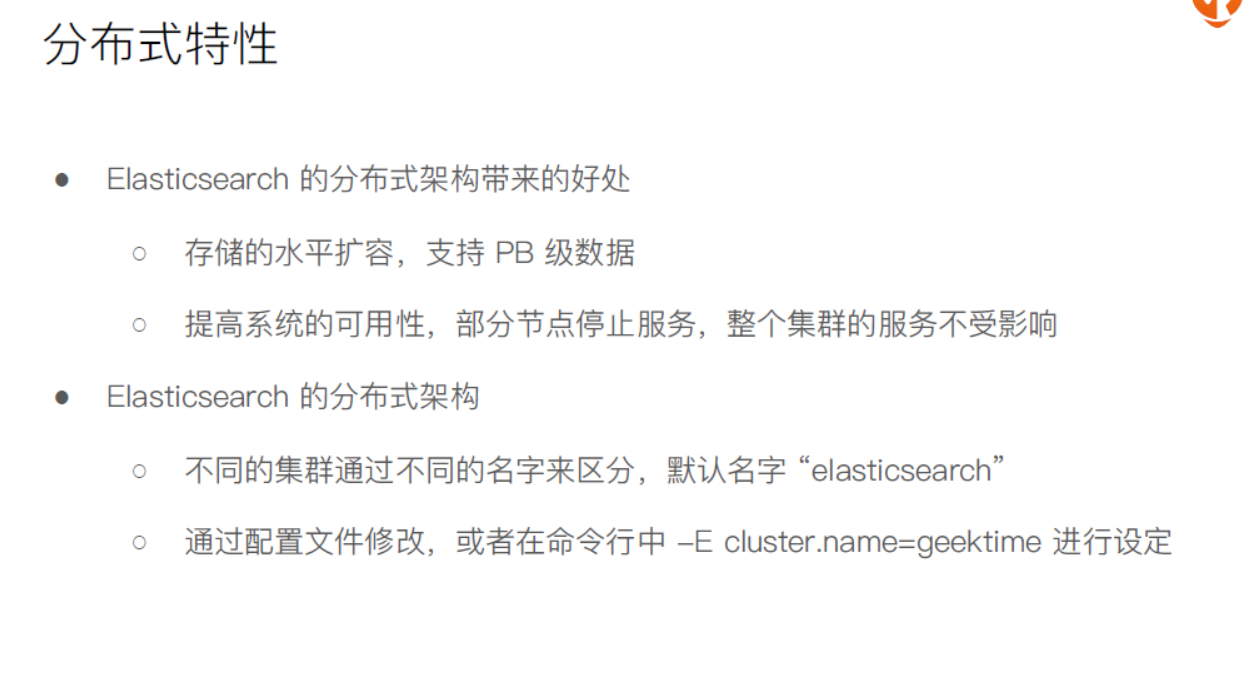 分布式特性
● Elasticsearch 的分布式架构带来的好处
○ 存储的水平扩容，支持 PB 级数据
○ 提高系统的可用性，部分节点停止服务，整个集群的服务不受影响
● Elasticsearch 的分布式架构
○ 不同的集群通过不同的名字来区分，默认名字 “elasticsearch”
○ 通过配置文件修改，或者在命令行中 –E cluster.name=geektime 进行设定